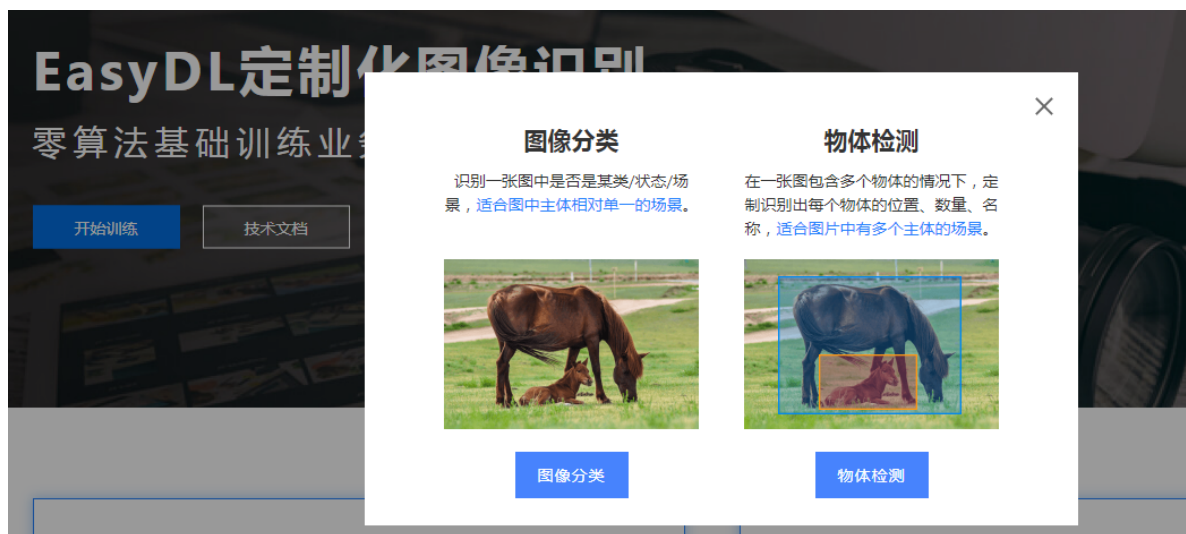 EasyDL定制化图像识别
零算法基础训练业务
开始训练
技术文档
图像分类
识别一张图中是否是某类/状态/场
景，适合图中主体相对单一的场景。
图像分类
物体检测
在一张图包含多个物体的情况下，定
制识别出每个物体的位置、数量、名
称，适合图片中有多个主体的场景。
物体检测